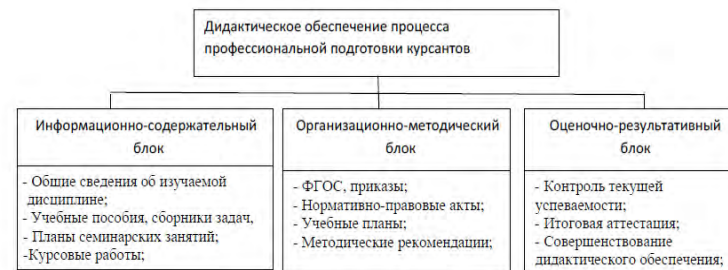 Дидактическое обеспечение процесса
профессиональной подготовки курсантов
Информационно-содержательный
блок
- Общие сведения об изучаемой
дисциплине;
- Учебные пособия, сборники задач,
- Планы семинарских занятий;
-Курсовые работы;
Организационно-методический
блок
- ФГОС, приказы;
- Нормативно-правовые акты;
- Учебные планы;
- Методические рекомендации;
Оценочно-результативный
блок
- Контроль текущей
успеваемости;
- Итоговая аттестация;
- Совершенствование
дидактического обеспечения;